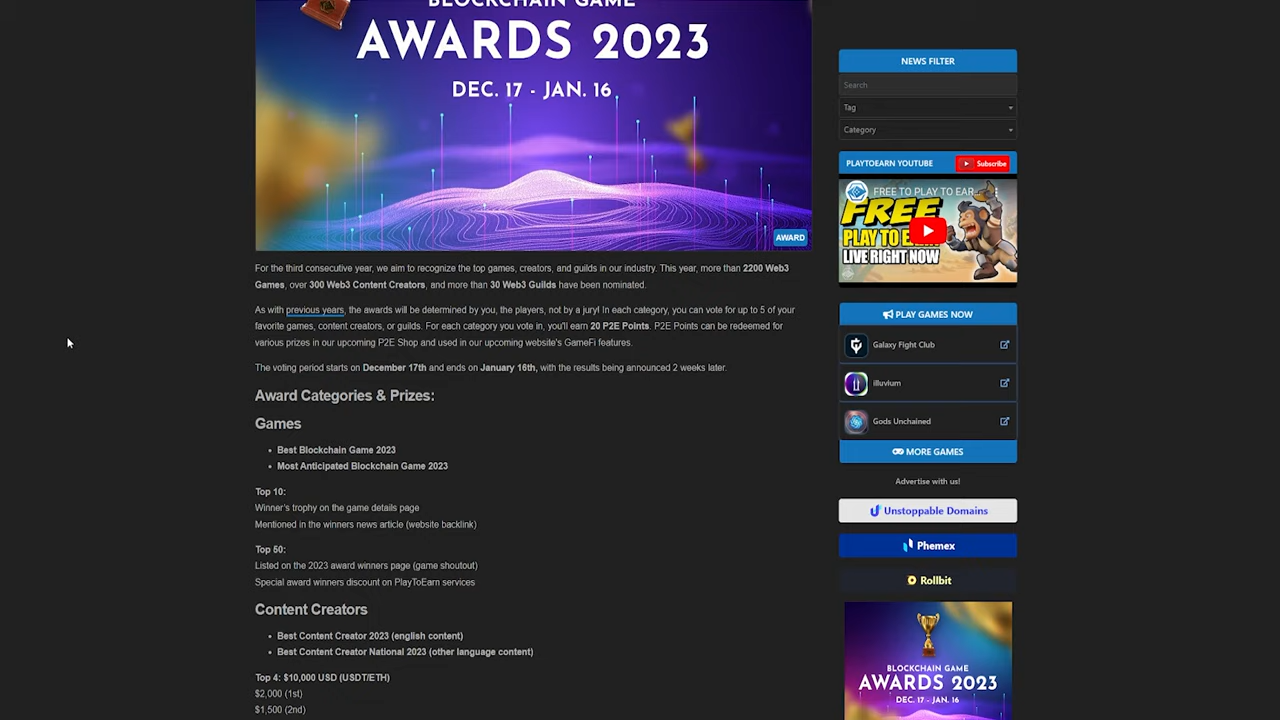 BLOCKCHAIN GAME
AWARDS 2023
DEC. 17 - JAN. 16
AWARD
For the third consecutive year, we aim to recognize the top games, creators, and guilds in our industry. This year, more than 2200 Web3
Games, over 300 Web3 Content Creators, and more than 30 Web3 Guilds have been nominated.
As with previous years, the awards will be determined by you, the players, not by a jury! In each category, you can vote for up to 5 of your
favorite games, content creators, or guilds. For each category you vote in, you'll earn 20 P2E Points. P2E Points can be redeemed for
various prizes in our upcoming P2E Shop and used in our upcoming website's GameFi features.
The voting period starts on December 17th and ends on January 16th, with the results being announced 2 weeks later.
Award Categories & Prizes:
Games
• Best Blockchain Game 2023
• Most Anticipated Blockchain Game 2023
Top 10:
Winner's trophy on the game details page
Mentioned in the winners news article (website backlink)
Top 50:
Listed on the 2023 award winners page (game shoutout)
Special award winners discount on PlayToEarn services
Content Creators
• Best Content Creator 2023 (english content)
• Best Content Creator National 2023 (other language content)
Top 4: $10,000 USD (USDT/ETH)
$2,000 (1st)
$1,500 (2nd)
NEWS FILTER
Search
Tag
Category
PLAYTOEARN YOUTUBE
Subscribe
FREE TO PLAY TO EAR...
FREE
PLAY TO EARN
LIVE RIGHT NOW
PLAY GAMES NOW
Galaxy Fight Club
illuvium
Gods Unchained
MORE GAMES
Advertise with us!
Unstoppable Domains
Phemex
Rollbit
BLOCKCHAIN GAME
AWARDS 2023
DEC. 17 - JAN. 16